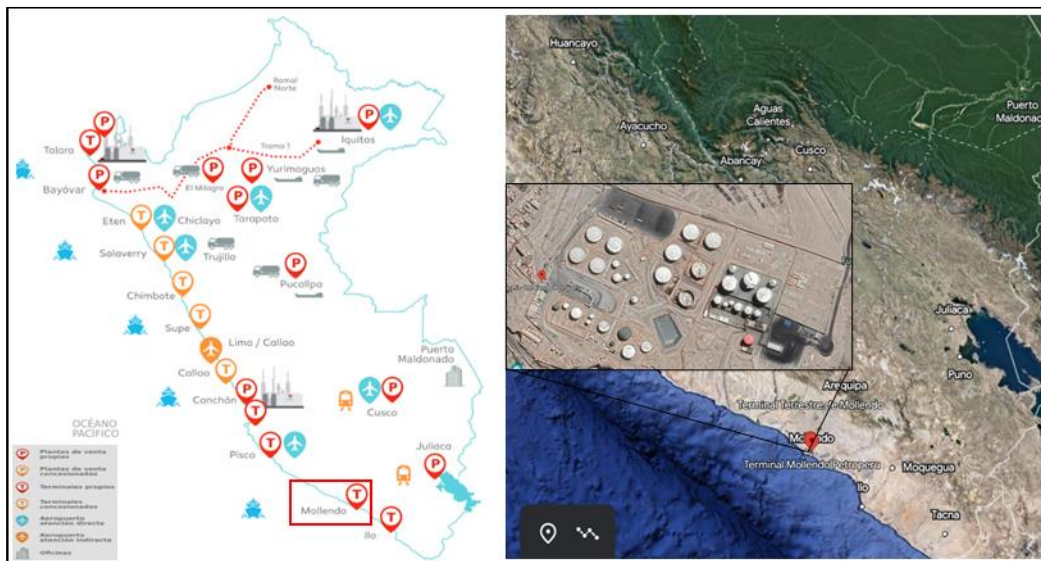 Ramal
Norte
P
P
T
Talara
Iquitos
Tramo 1
P
P
P
Bayóvar
El Milagro
Yurimaguas
P
Tarapoto
T
Eten
Chiclayo
T
Salaverry
Trujillo
P
Pucallpa
T
Chimbote
T
Supe
Lima / Callao
T
Callao
Puerto
Maldonado
P
Conchán
T
P
Cusco
OCÉANO
PACÍFICO
T
Pisco
Juliaca
P
T
Mollendo
T
Ilo
P
Plantas de venta
propias
P
Plantas de venta
concesionadas
T
Terminales propios
T
Terminales
concesionados
Aeropuerto
atención directa
Aeropuerto
atención indirecta
Oficinas
Huancayo
Ayacucho
Aguas
Calientes
Cusco
Abancay
Puerto
Maldonado
Juliaca
Puno
Arequipa
Terminal Terrestre de Mollendo
Mollendo
Terminal Mollendo Petroperu
Moquegua
Ilo
Tacna